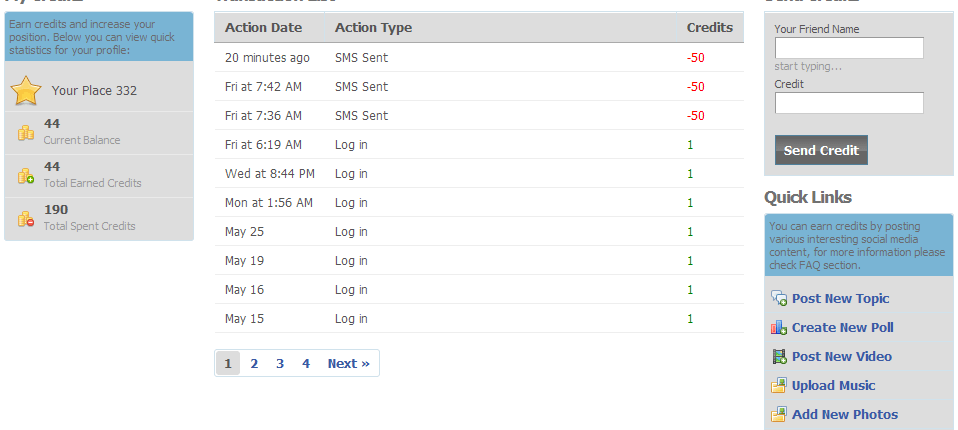 Earn credits and increase your
position. Below you can view quick
statistics for your profile:
Your Place 332
44
Current Balance
44
Total Earned Credits
190
Total Spent Credits
Action Date Action Type Credits
20 minutes ago SMS Sent -50
Fri at 7:42 AM SMS Sent -50
Fri at 7:36 AM SMS Sent -50
Fri at 6:19 AM Log in 1
Wed at 8:44 PM Log in 1
Mon at 1:56 AM Log in 1
May 25 Log in 1
May 19 Log in 1
May 16 Log in 1
May 15 Log in 1
1 2 3 4 Next »
Your Friend Name
start typing...
Credit
Send Credit
Quick Links
You can earn credits by posting
various interesting social media
content, for more information please
check FAQ section.
Post New Topic
Create New Poll
Post New Video
Upload Music
Add New Photos